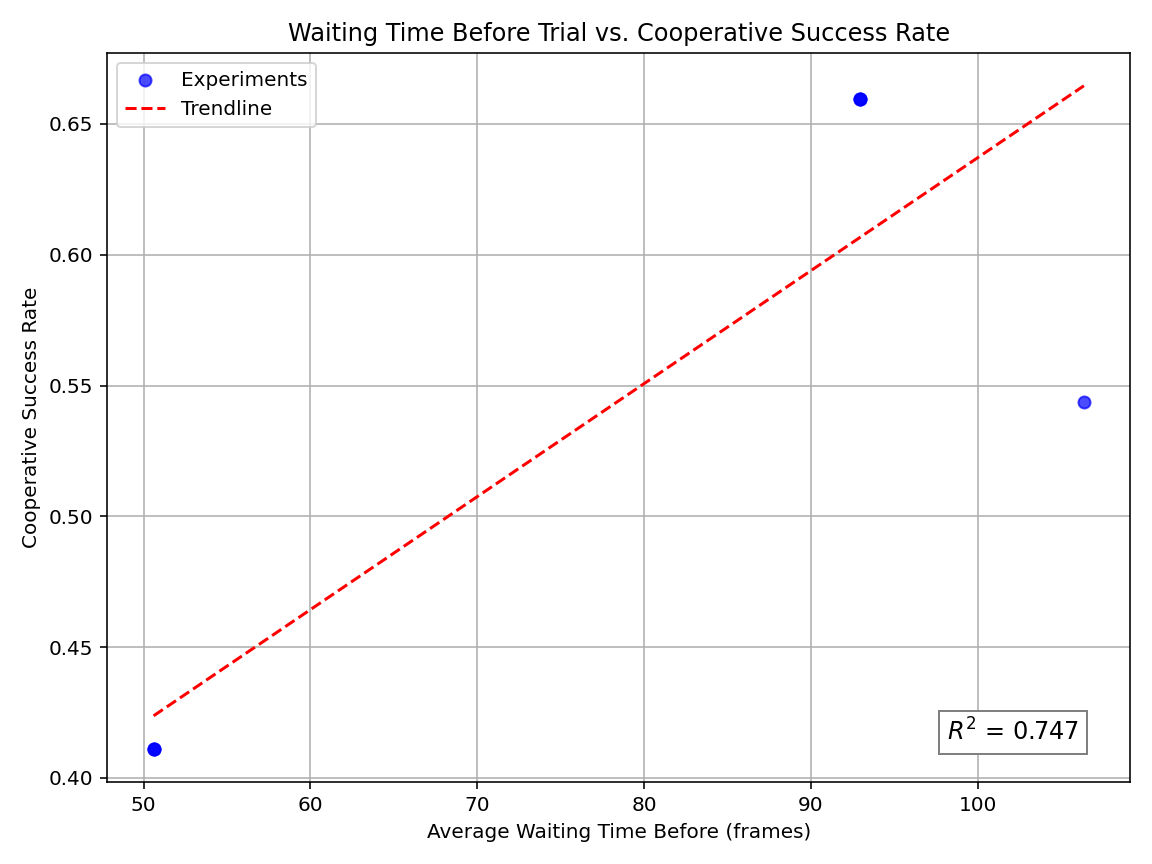 Waiting Time Before Trial vs. Cooperative Success Rate
Experiments
Trendline
0.65
0.60
0.55
0.50
0.45
0.40
Cooperative Success Rate
R² = 0.747
50 60 70 80 90 100
Average Waiting Time Before (frames)